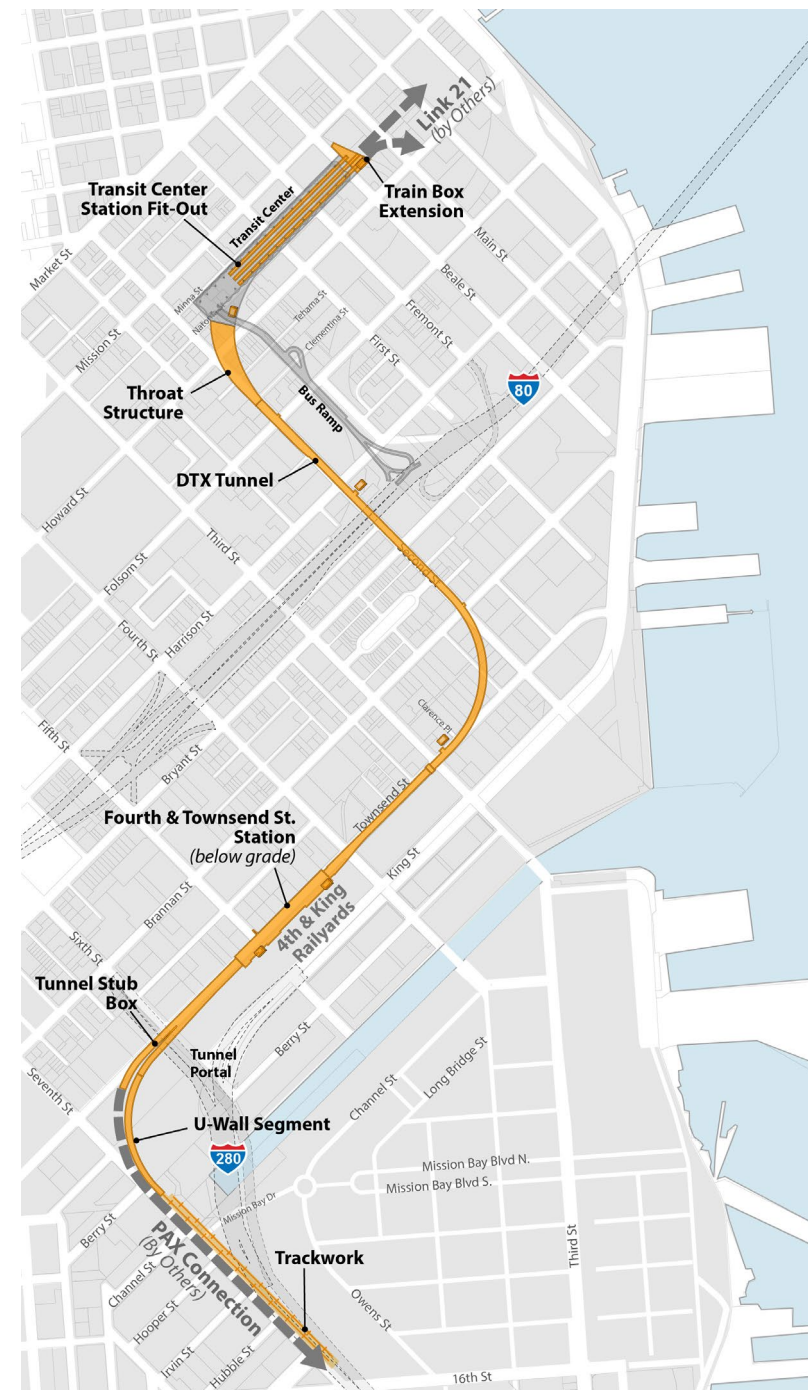 Link 21
(by Others)
Transit Center
Station Fit-Out
Transit Center
Train Box
Extension
Market St
Main St
Beale St
Minna St
Mission St
Tehama St
Clementina St
Fremont St
First St
Throat
Structure
Bus Ramp
80
DTX Tunnel
Howard St
Third St
Second St
Folsom St
Harrison St
Fourth St
Clarence Pl
Fifth St
Bryant St
Townsend St
Fourth & Townsend St.
Station
(below grade)
King St
Brannan St
4th & King
Railyards
Sixth St
Tunnel Stub
Box
Berry St
Tunnel
Portal
Long Bridge St
Channel St
Seventh St
U-Wall Segment
280
Mission Bay Blvd N.
Mission Bay Blvd S.
Mission Bay Dr
Berry St
PAX Connection
(By Others)
Third St
Trackwork
Channel St
Owens St
Hooper St
Irvin St
Hubble St
16th St